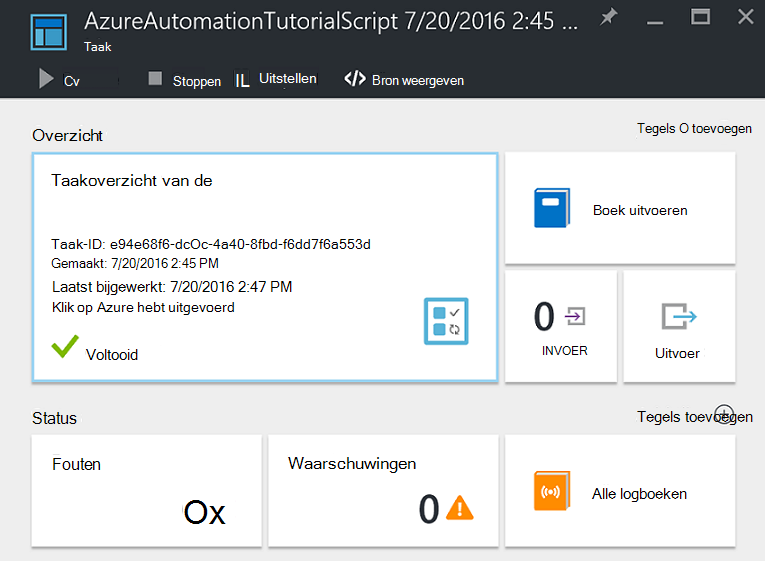 AzureAutomationTutorialScript 7/20/2016 2:45 ...
Taak
Cv Stoppen IL Uitstellen Bron weergeven
Overzicht
Tegels O toevoegen
Taakoverzicht van de
Taak-ID: e94e68f6-dcOc-4a40-8fbd-f6dd7f6a553d
Gemaakt: 7/20/2016 2:45 PM
Laatst bijgewerkt: 7/20/2016 2:47 PM
Klik op Azure hebt uitgevoerd
Voltooid
Boek uitvoeren
0
INVOER
Uitvoer
Status
Tegels toevoegen
Fouten
Ox
Waarschuwingen
0
Alle logboeken